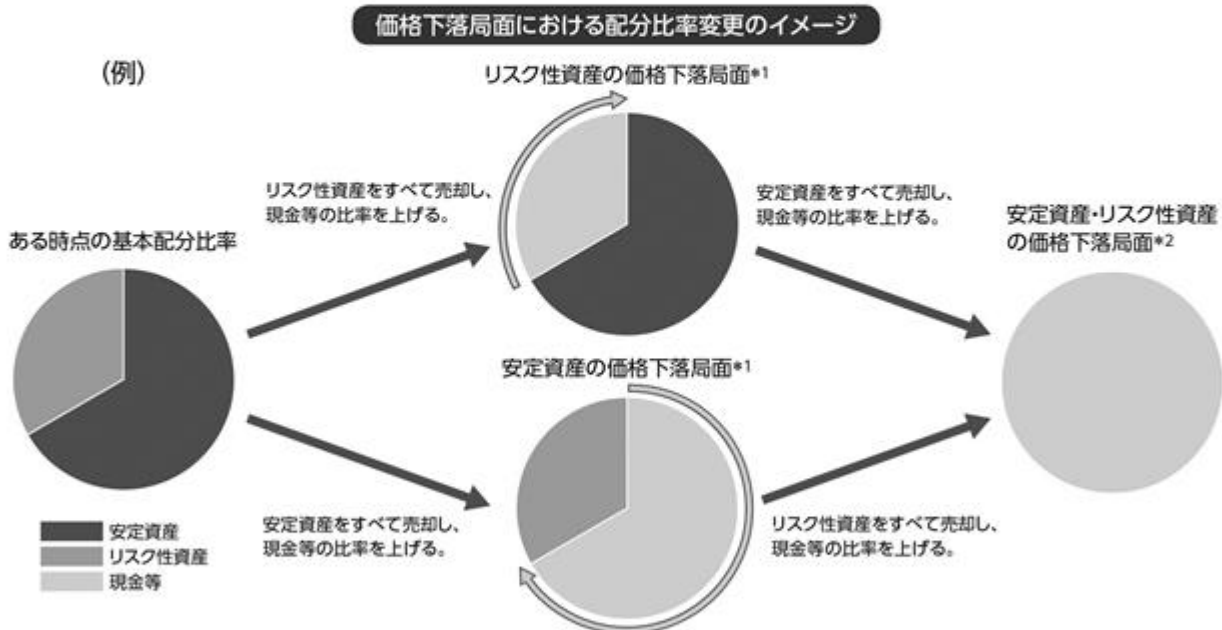 価格下落局面における配分比率変更のイメージ
(例)
リスク性資産の価格下落局面*1
リスク性資産をすべて売却し、
現金等の比率を上げる。
安定資産をすべて売却し、
現金等の比率を上げる。
ある時点の基本配分比率
安定資産・リスク性資産
の価格下落局面*2
安定資産の価格下落局面*1
安定資産をすべて売却し、
現金等の比率を上げる。
リスク性資産をすべて売却し、
現金等の比率を上げる。
安定資産
リスク性資産
現金等